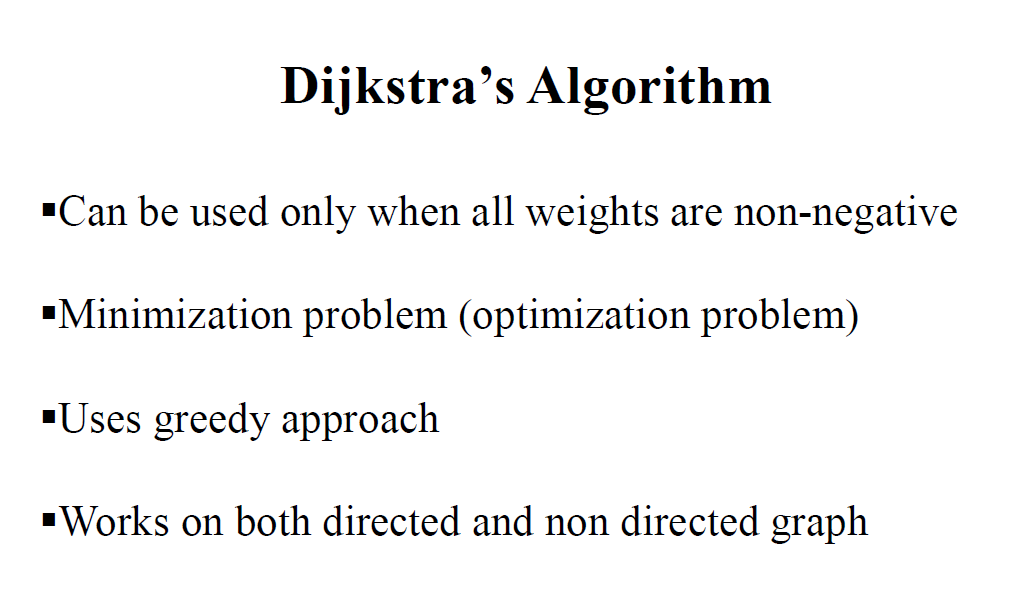 Dijkstra’s Algorithm
▪Can be used only when all weights are non-negative
▪Minimization problem (optimization problem)
▪Uses greedy approach
▪Works on both directed and non directed graph